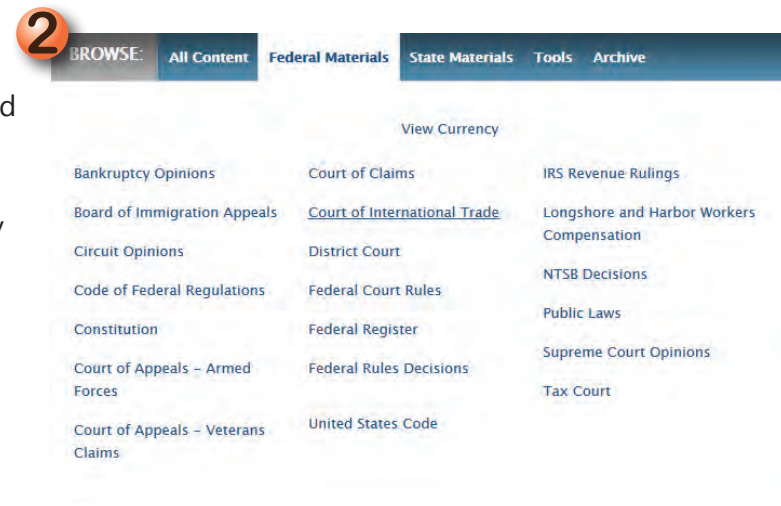 2
BROWSE: All Content Federal Materials State Materials Tools Archive
d
View Currency
y
Bankruptcy Opinions
Board of Immigration Appeals
Circuit Opinions
Code of Federal Regulations
Constitution
Court of Appeals – Armed
Forces
Court of Appeals – Veterans
Claims
Court of Claims
Court of International Trade
District Court
Federal Court Rules
Federal Register
Federal Rules Decisions
United States Code
IRS Revenue Rulings
Longshore and Harbor Workers
Compensation
NTSB Decisions
Public Laws
Supreme Court Opinions
Tax Court